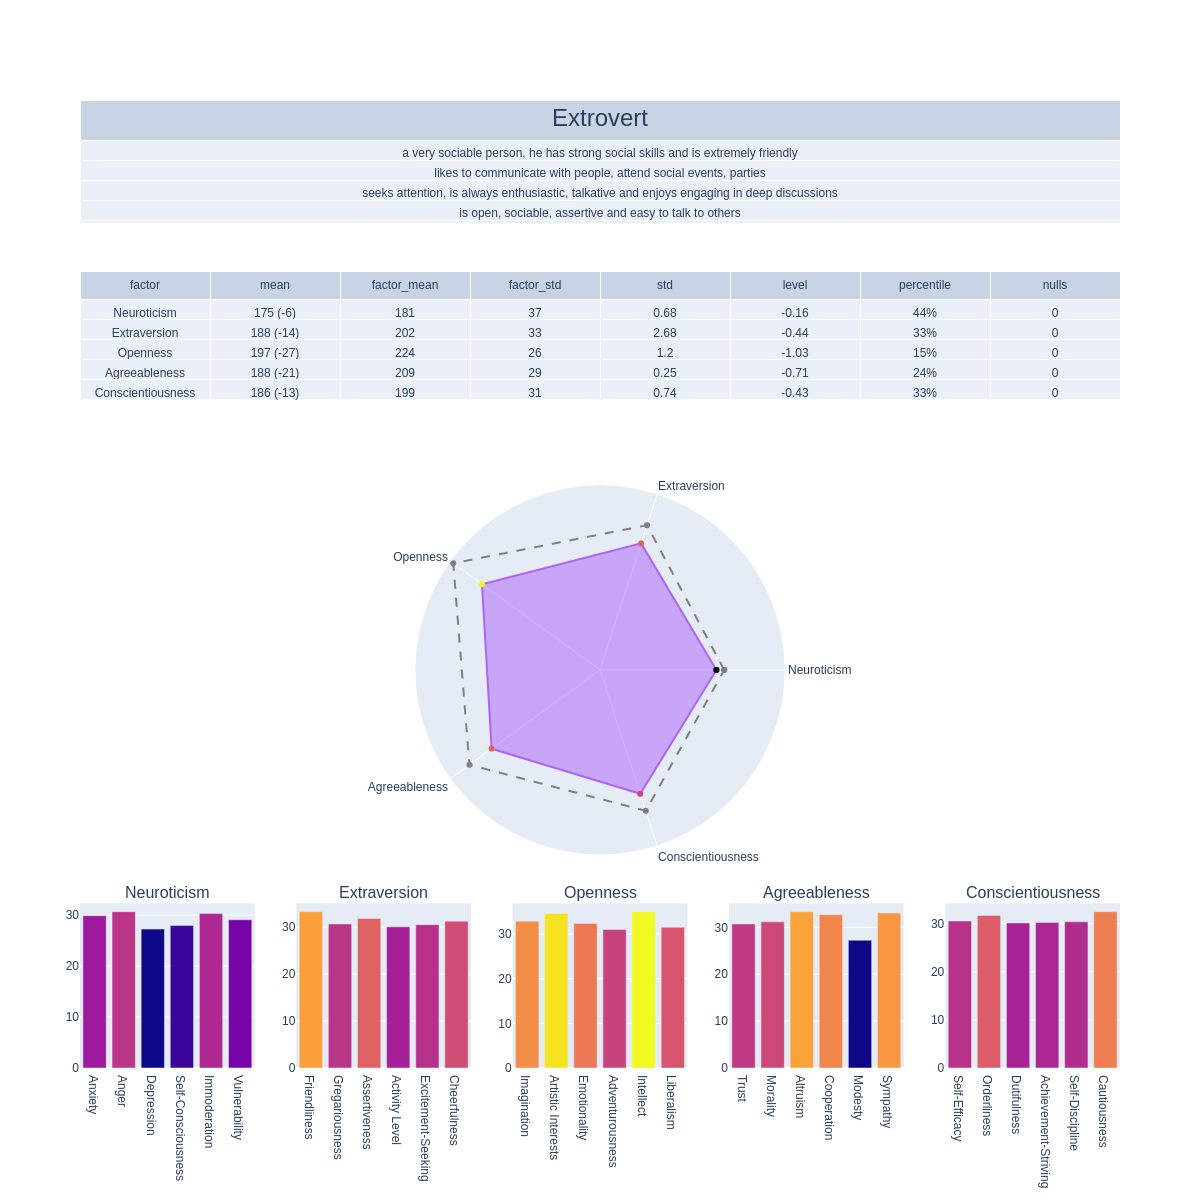 Extrovert
a very sociable person, he has strong social skills and is extremely friendly
likes to communicate with people, attend social events, parties
seeks attention, is always enthusiastic, talkative and enjoys engaging in deep discussions
is open, sociable, assertive and easy to talk to others
factor mean factor_mean factor_std std level percentile nulls
Neuroticism 175 (-6) 181 37 0.68 -0.16 44% 0
Extraversion 188 (-14) 202 33 2.68 -0.44 33% 0
Openness 197 (-27) 224 26 1.2 -1.03 15% 0
Agreeableness 188 (-21) 209 29 0.25 -0.71 24% 0
Conscientiousness 186 (-13) 199 31 0.74 -0.43 33% 0
Extraversion
Openness
Neuroticism
Agreeableness
Conscientiousness
Neuroticism
30
20
10
0
Anxiety
Anger
Depression
Self-Consciousness
Immoderation
Vulnerability
Extraversion
30
20
10
0
Friendliness
Gregariousness
Assertiveness
Activity Level
Excitement-Seeking
Cheerfulness
Openness
30
20
10
0
Imagination
Artistic Interests
Emotionality
Adventurousness
Intellect
Liberalism
Agreeableness
30
20
10
0
Trust
Morality
Altruism
Cooperation
Modesty
Sympathy
Conscientiousness
30
20
10
0
Self-Efficacy
Orderliness
Dutifulness
Achievement-Striving
Self-Discipline
Cautiousness